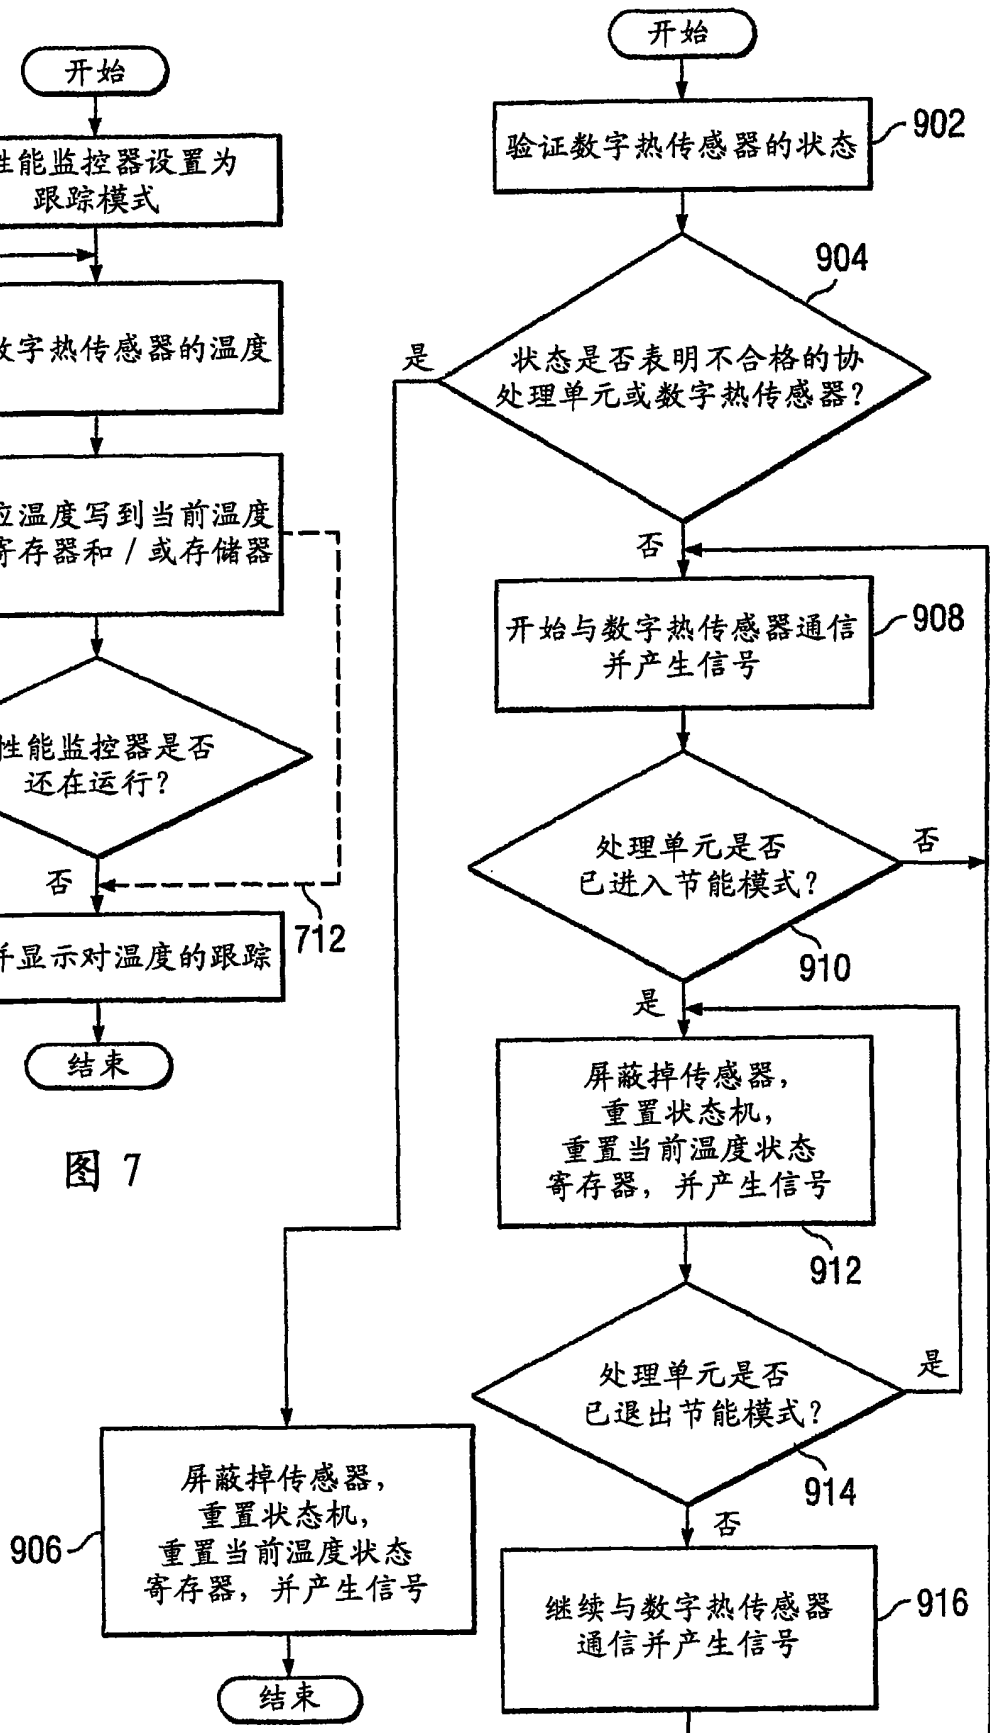 开始
性能监控器设置为
跟踪模式
数字热传感器的温度
应温度写到当前温度
寄存器和 / 或存储器
性能监控器是否
还在运行?
否
712
并显示对温度的跟踪
结束
图 7
开始
验证数字热传感器的状态
902
904
状态是否表明不合格的协
处理单元或数字热传感器?
是
否
开始与数字热传感器通信
并产生信号
908
处理单元是否
已进入节能模式?
否
910
是
屏蔽掉传感器,
重置状态机,
重置当前温度状态
寄存器, 并产生信号
912
处理单元是否
已退出节能模式?
是
914
否
继续与数字热传感器
通信并产生信号
916
屏蔽掉传感器,
重置状态机,
重置当前温度状态
寄存器, 并产生信号
906
结束